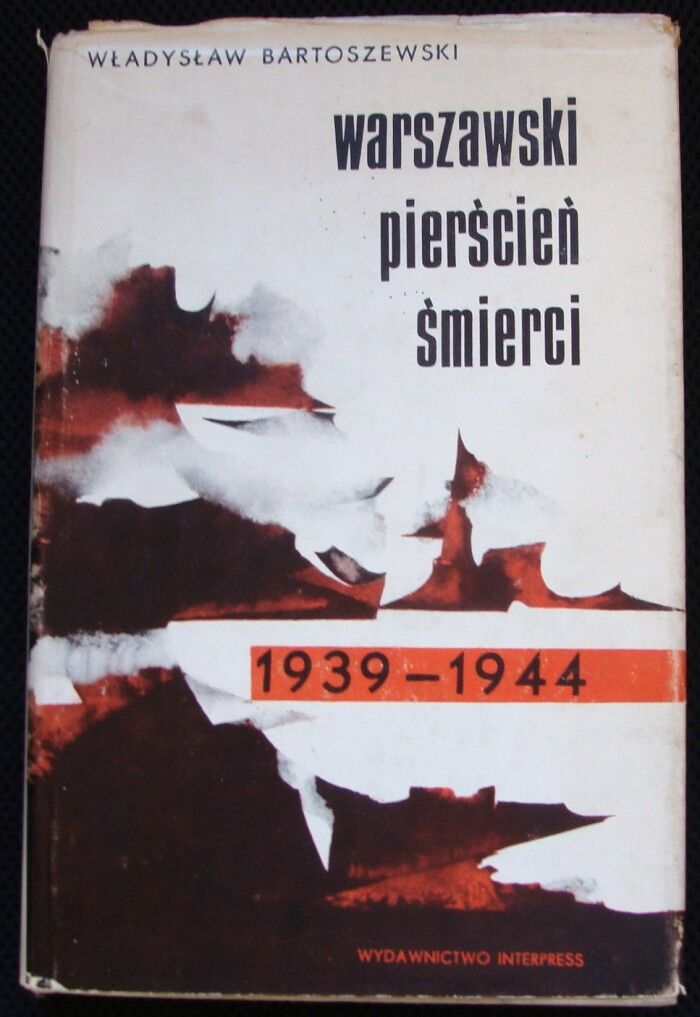 WŁADYSŁAW BARTOSZEWSKI
warszawski
pierścień
śmierci
1939-1944
WYDAWNICTWO INTERPRESS